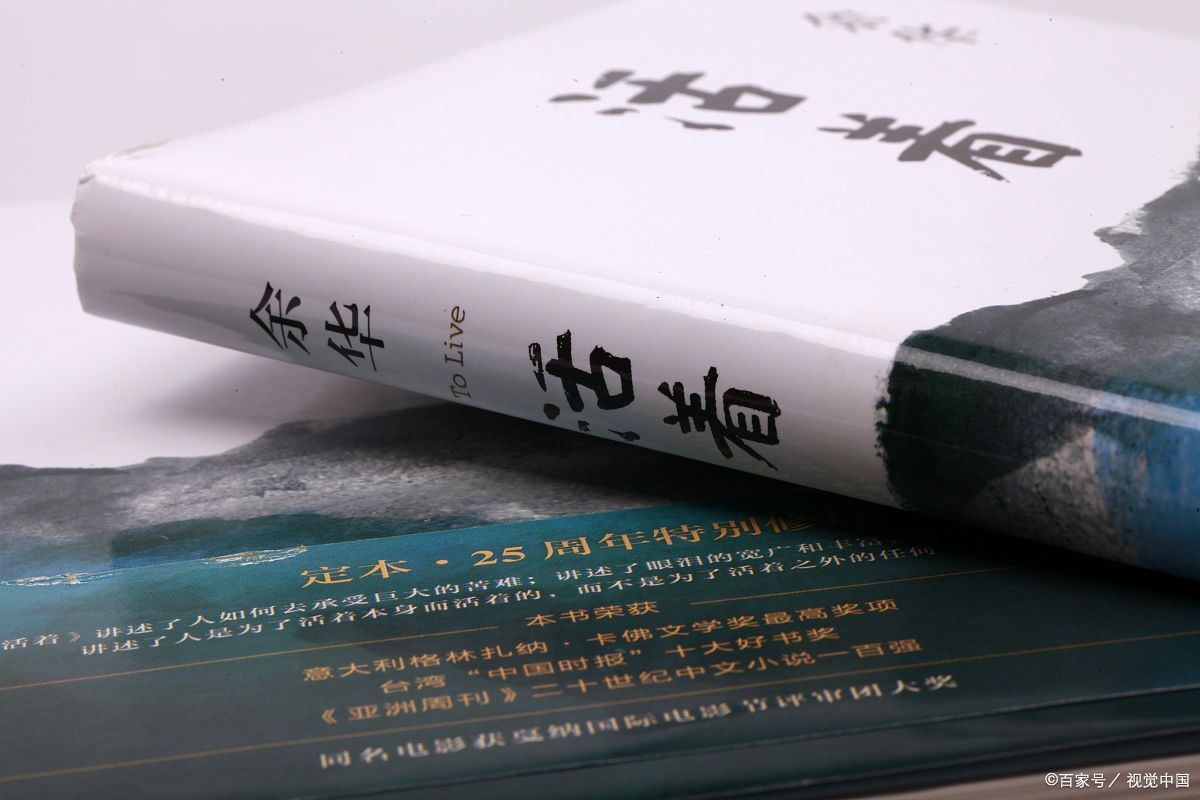 余华
活着
余华
To Live
活着
定本·25周年特别修
活着》讲述了人如何去承受巨大的苦难；讲述了眼泪的宽广和丰富；
讲述了人是为了活着本身而活着的，而不是为了活着之外的任何
本书荣获
意大利格林扎纳·卡佛文学奖最高奖项
台湾“中国时报”十大好书奖
《亚洲周刊》二十世纪中文小说一百强
同名电影获戛纳国际电影节评审团大奖
©百家号／视觉中国